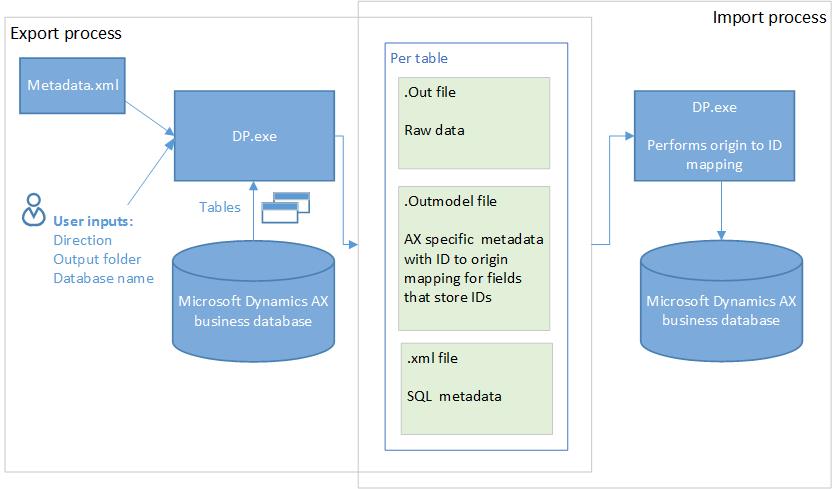 Export process
Import process
Metadata.xml
DP.exe
User inputs:
Direction
Output folder
Database name
Tables
Microsoft Dynamics AX
business database
Per table
.Out file
Raw data
.Outmodel file
AX specific metadata
with ID to origin
mapping for fields
that store IDs
.xml file
SQL metadata
DP.exe
Performs origin to ID
mapping
Microsoft Dynamics AX
business database